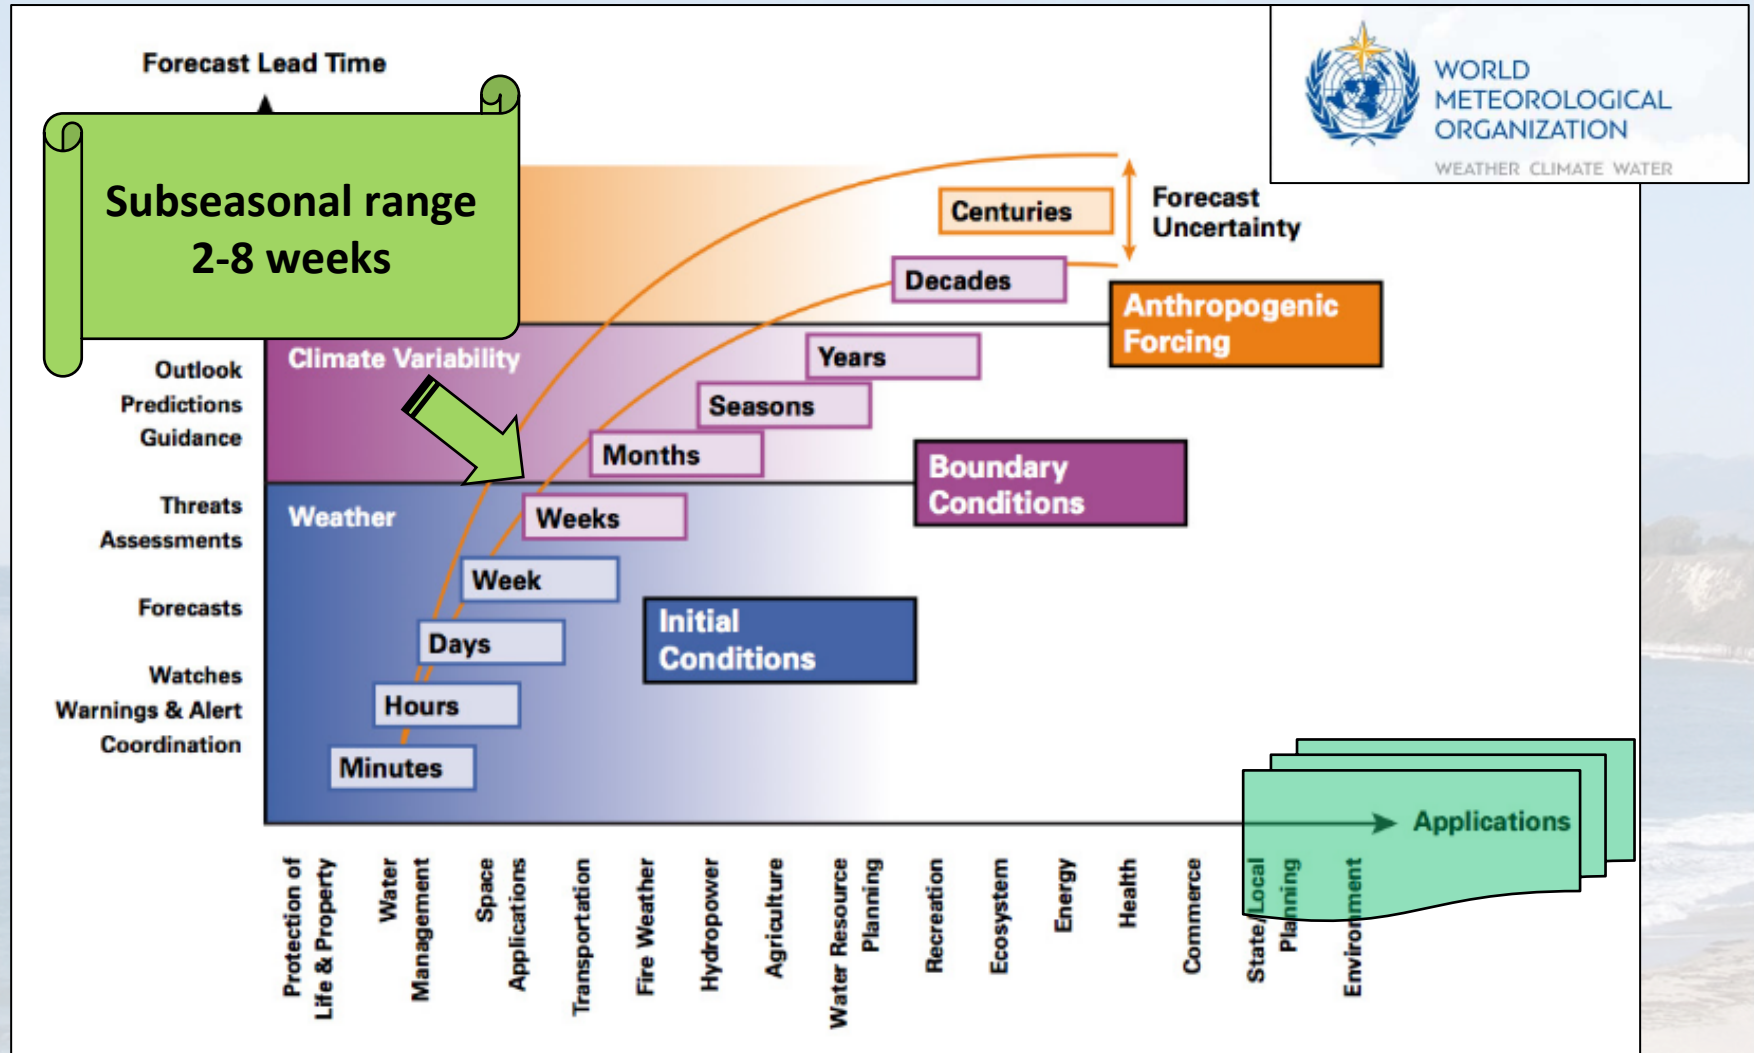 Forecast Lead Time
WORLD
METEOROLOGICAL
ORGANIZATION
WEATHER CLIMATE WATER
Subseasonal range
2-8 weeks
Centuries
Forecast
Uncertainty
Decades
Anthropogenic
Forcing
Climate Variability
Years
Outlook
Predictions
Guidance
Seasons
Months
Boundary
Conditions
Threats
Assessments
Weather
Weeks
Week
Forecasts
Initial
Conditions
Days
Watches
Warnings & Alert
Coordination
Hours
Minutes
Applications
Protection of
Life & Property
Water
Management
Space
Applications
Transportation
Fire Weather
Hydropower
Agriculture
Water Resource
Planning
Recreation
Ecosystem
Energy
Health
Commerce
State/Local
Planning
Environment